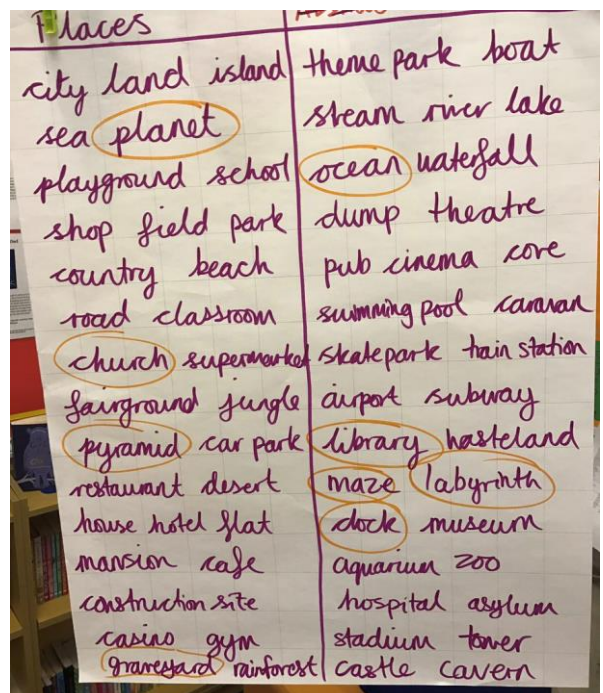 Places
city land island
sea planet
playground school
shop field park
country beach
road classroom
church supermarket
fairground jungle
pyramid car park
restaurant desert
house hotel flat
mansion cafe
construction site
casino gym
graveyard rainforest
theme park boat
steam river lake
ocean waterfall
dump theatre
pub cinema cove
swimming pool caravan
skatepark train station
airport subway
library wasteland
maze labyrinth
dock museum
aquarium zoo
hospital asylum
stadium tower
castle cavern